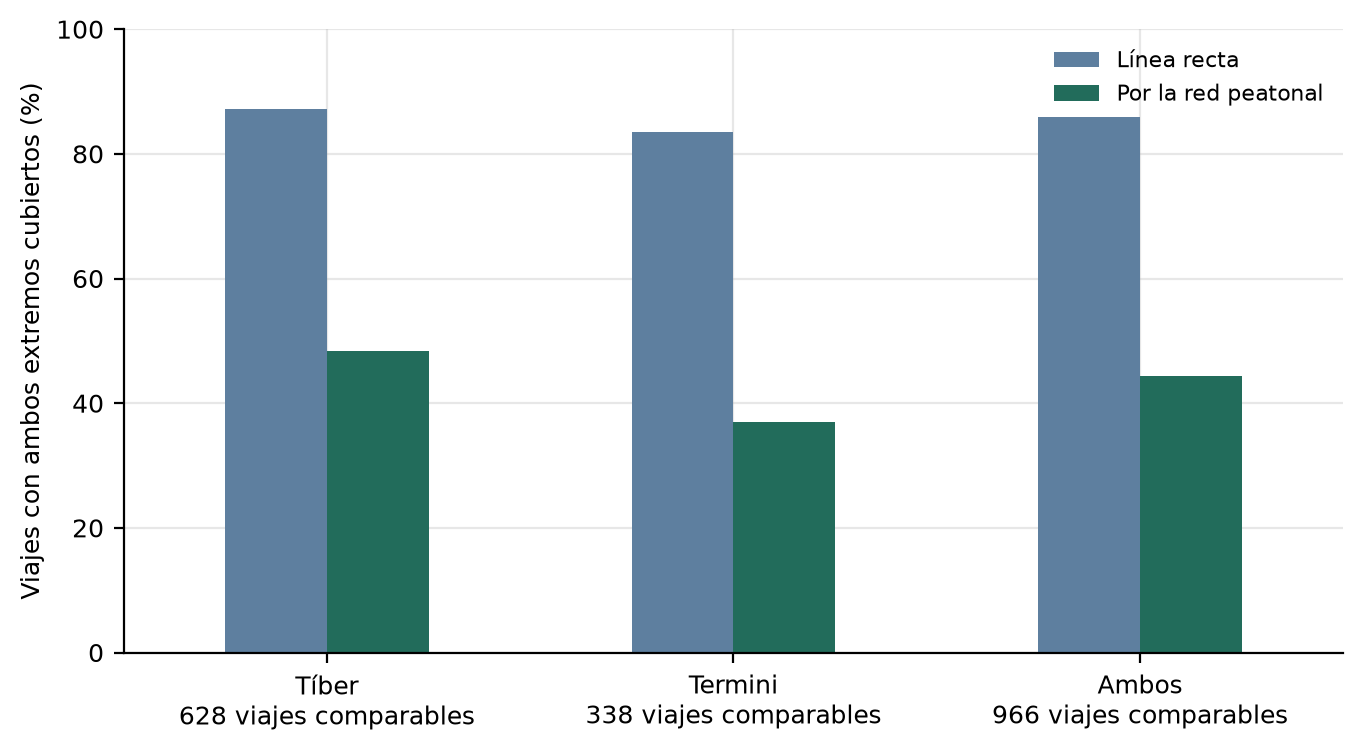 Viajes con ambos extremos cubiertos (%)
100
80
60
40
20
0
Línea recta
Por la red peatonal
Tíber
628 viajes comparables
Termini
338 viajes comparables
Ambos
966 viajes comparables